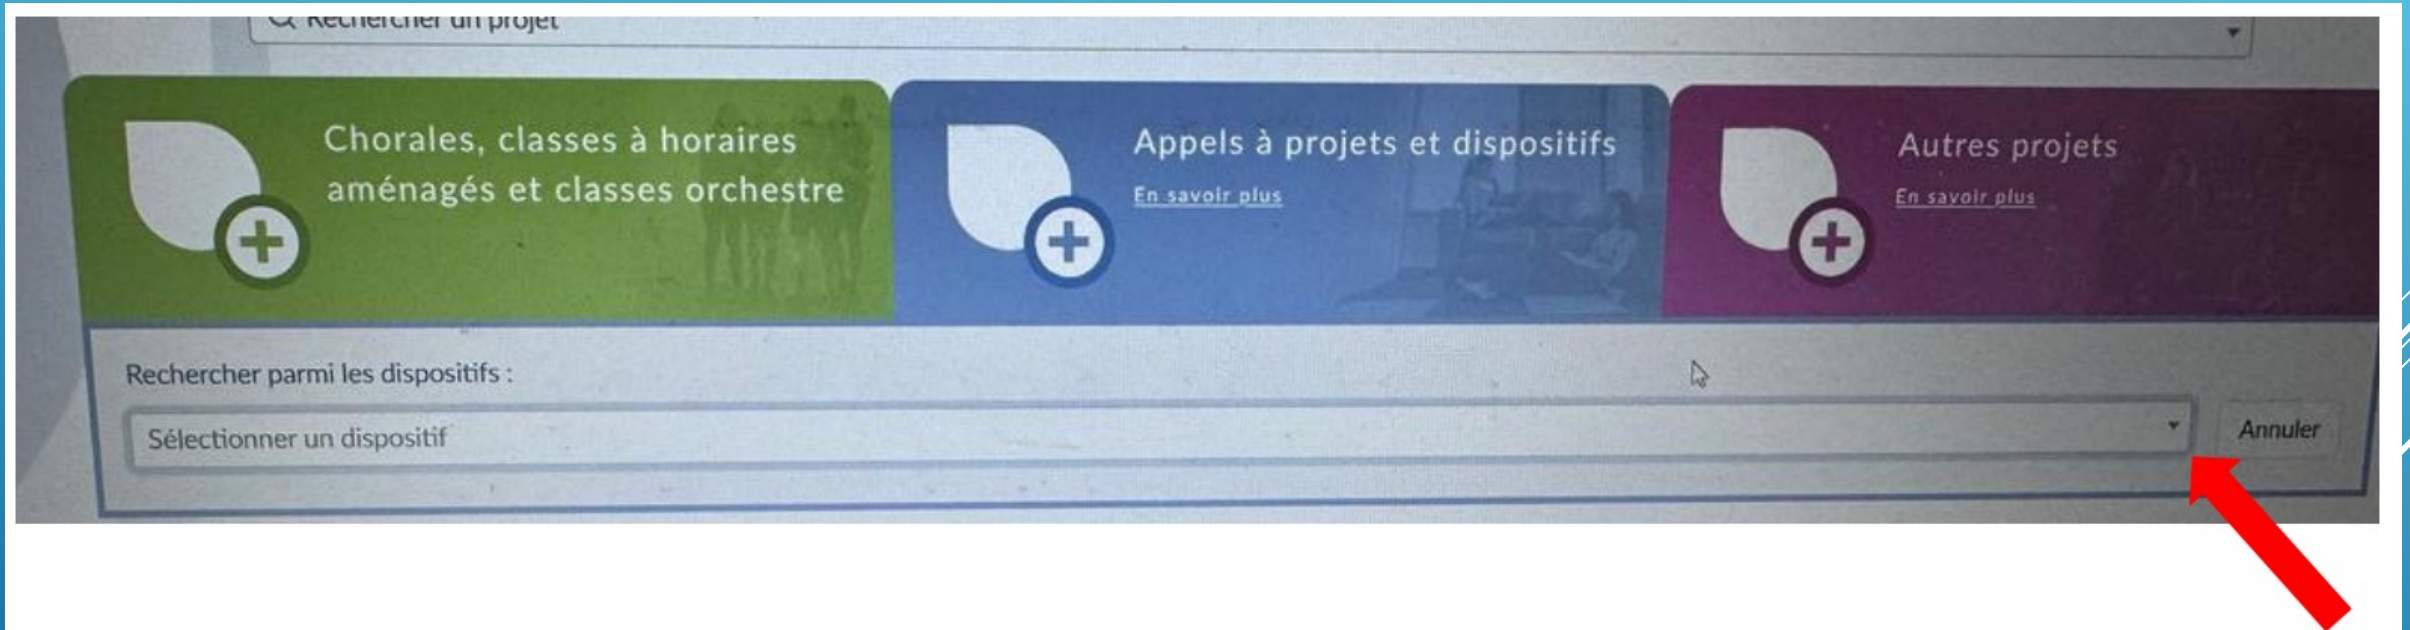 Rechercher un projet
Chorales, classes à horaires
aménagés et classes orchestre
Appels à projets et dispositifs
En savoir plus
Autres projets
En savoir plus
Rechercher parmi les dispositifs :
Sélectionner un dispositif
Annuler